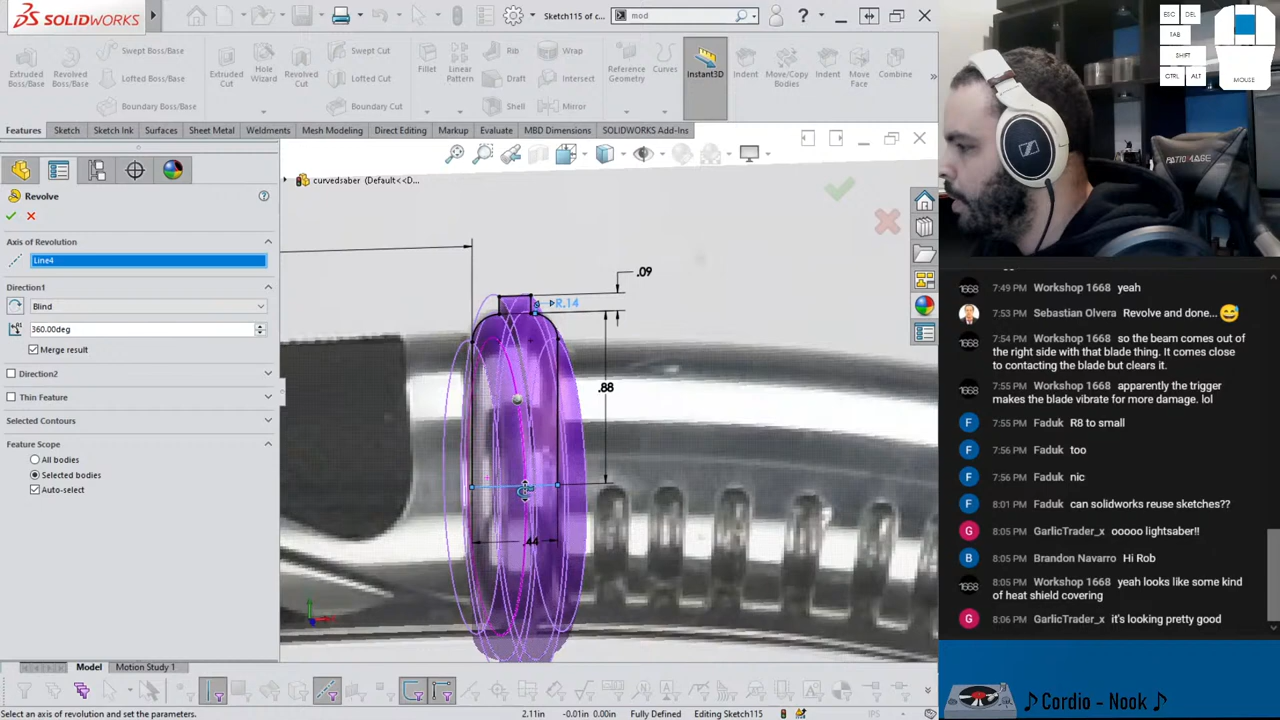 SOLIDWORKS
Sketch115 of c...
mod
ESC
DEL
TAB
SHIFT
CTRL
ALT
MOUSE
Extruded Boss/Base
Revolved Boss/Base
Swept Boss/Base
Lofted Boss/Base
Boundary Boss/Base
Extruded Cut
Hole Wizard
Revolved Cut
Swept Cut
Lofted Cut
Boundary Cut
Fillet
Linear Pattern
Rib
Draft
Shell
Wrap
Intersect
Mirror
Reference Geometry
Curves
Instant3D
Indent
Move/Copy Bodies
Indent
Move Face
Combine
Features
Sketch
Sketch Ink
Surfaces
Sheet Metal
Weldments
Mesh Modeling
Direct Editing
Markup
Evaluate
MBD Dimensions
SOLIDWORKS Add-Ins
Revolve
Axis of Revolution
Line4
Direction1
Blind
360.00deg
Merge result
Direction2
Thin Feature
Selected Contours
Feature Scope
All bodies
Selected bodies
Auto-select
curvedsaber (Default<<D...
.09
R.14
.88
.44
7:49 PM Workshop 1668 yeah
7:53 PM Sebastian Olvera Revolve and done...😅
7:54 PM Workshop 1668 so the beam comes out of
the right side with that blade thing. It comes close
to contacting the blade but clears it.
7:55 PM Workshop 1668 apparently the trigger
makes the blade vibrate for more damage. lol
7:55 PM Faduk R8 to small
7:56 PM Faduk too
7:56 PM Faduk nic
8:01 PM Faduk can solidworks reuse sketches??
8:05 PM GarlicTrader_x ooooo lightsaber!!
8:05 PM Brandon Navarro Hi Rob
8:05 PM Workshop 1668 yeah looks like some kind
of heat shield covering
8:06 PM GarlicTrader_x it's looking pretty good
Model
Motion Study 1
Select an axis of revolution and set the parameters.
2.11in
-0.01in
0.00in
Fully Defined
Editing Sketch115
IPS
♪ Cordio - Nook ♪